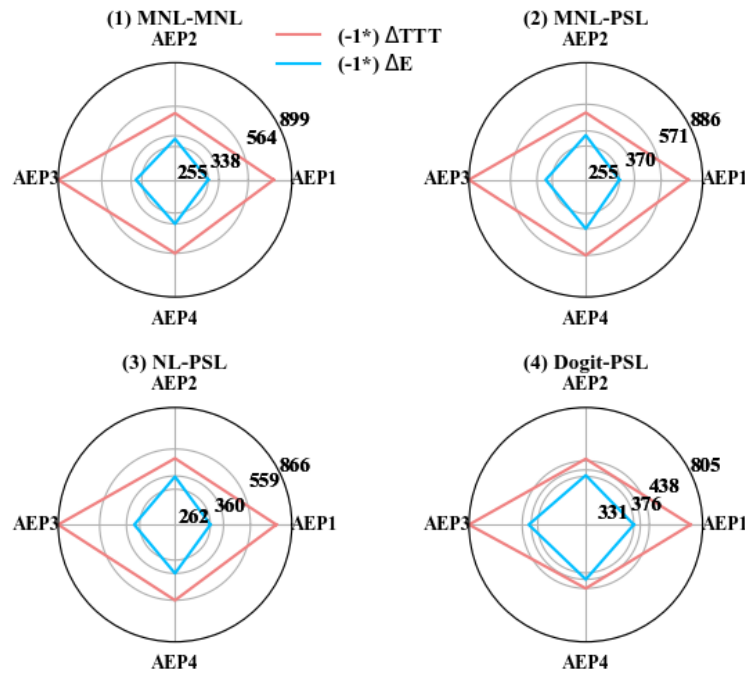 (1) MNL-MNL
AEP2
899
564
338
255
AEP3
AEP1
AEP4
(-1*) ΔTTT
(-1*) ΔE
(2) MNL-PSL
AEP2
886
571
370
255
AEP3
AEP1
AEP4
(3) NL-PSL
AEP2
866
559
360
262
AEP3
AEP1
AEP4
(4) Dogit-PSL
AEP2
805
438
376
331
AEP3
AEP1
AEP4